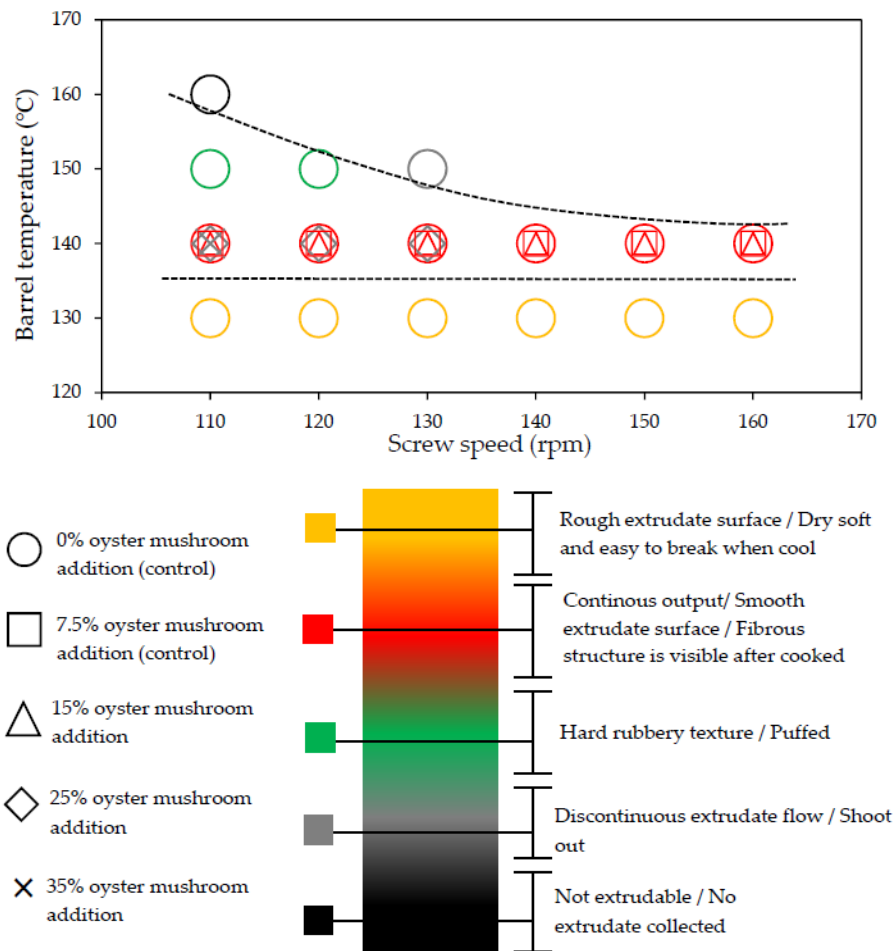 170
160
150
140
130
120
Barrel temperature (°C)
100
110
120
130
140
150
160
170
Screw speed (rpm)
0% oyster mushroom
addition (control)
7.5% oyster mushroom
addition (control)
15% oyster mushroom
addition
25% oyster mushroom
addition
35% oyster mushroom
addition
Rough extrudate surface / Dry soft
and easy to break when cool
Continous output/ Smooth
extrudate surface / Fibrous
structure is visible after cooked
Hard rubbery texture / Puffed
Discontinuous extrudate flow / Shoot
out
Not extrudable / No
extrudate collected